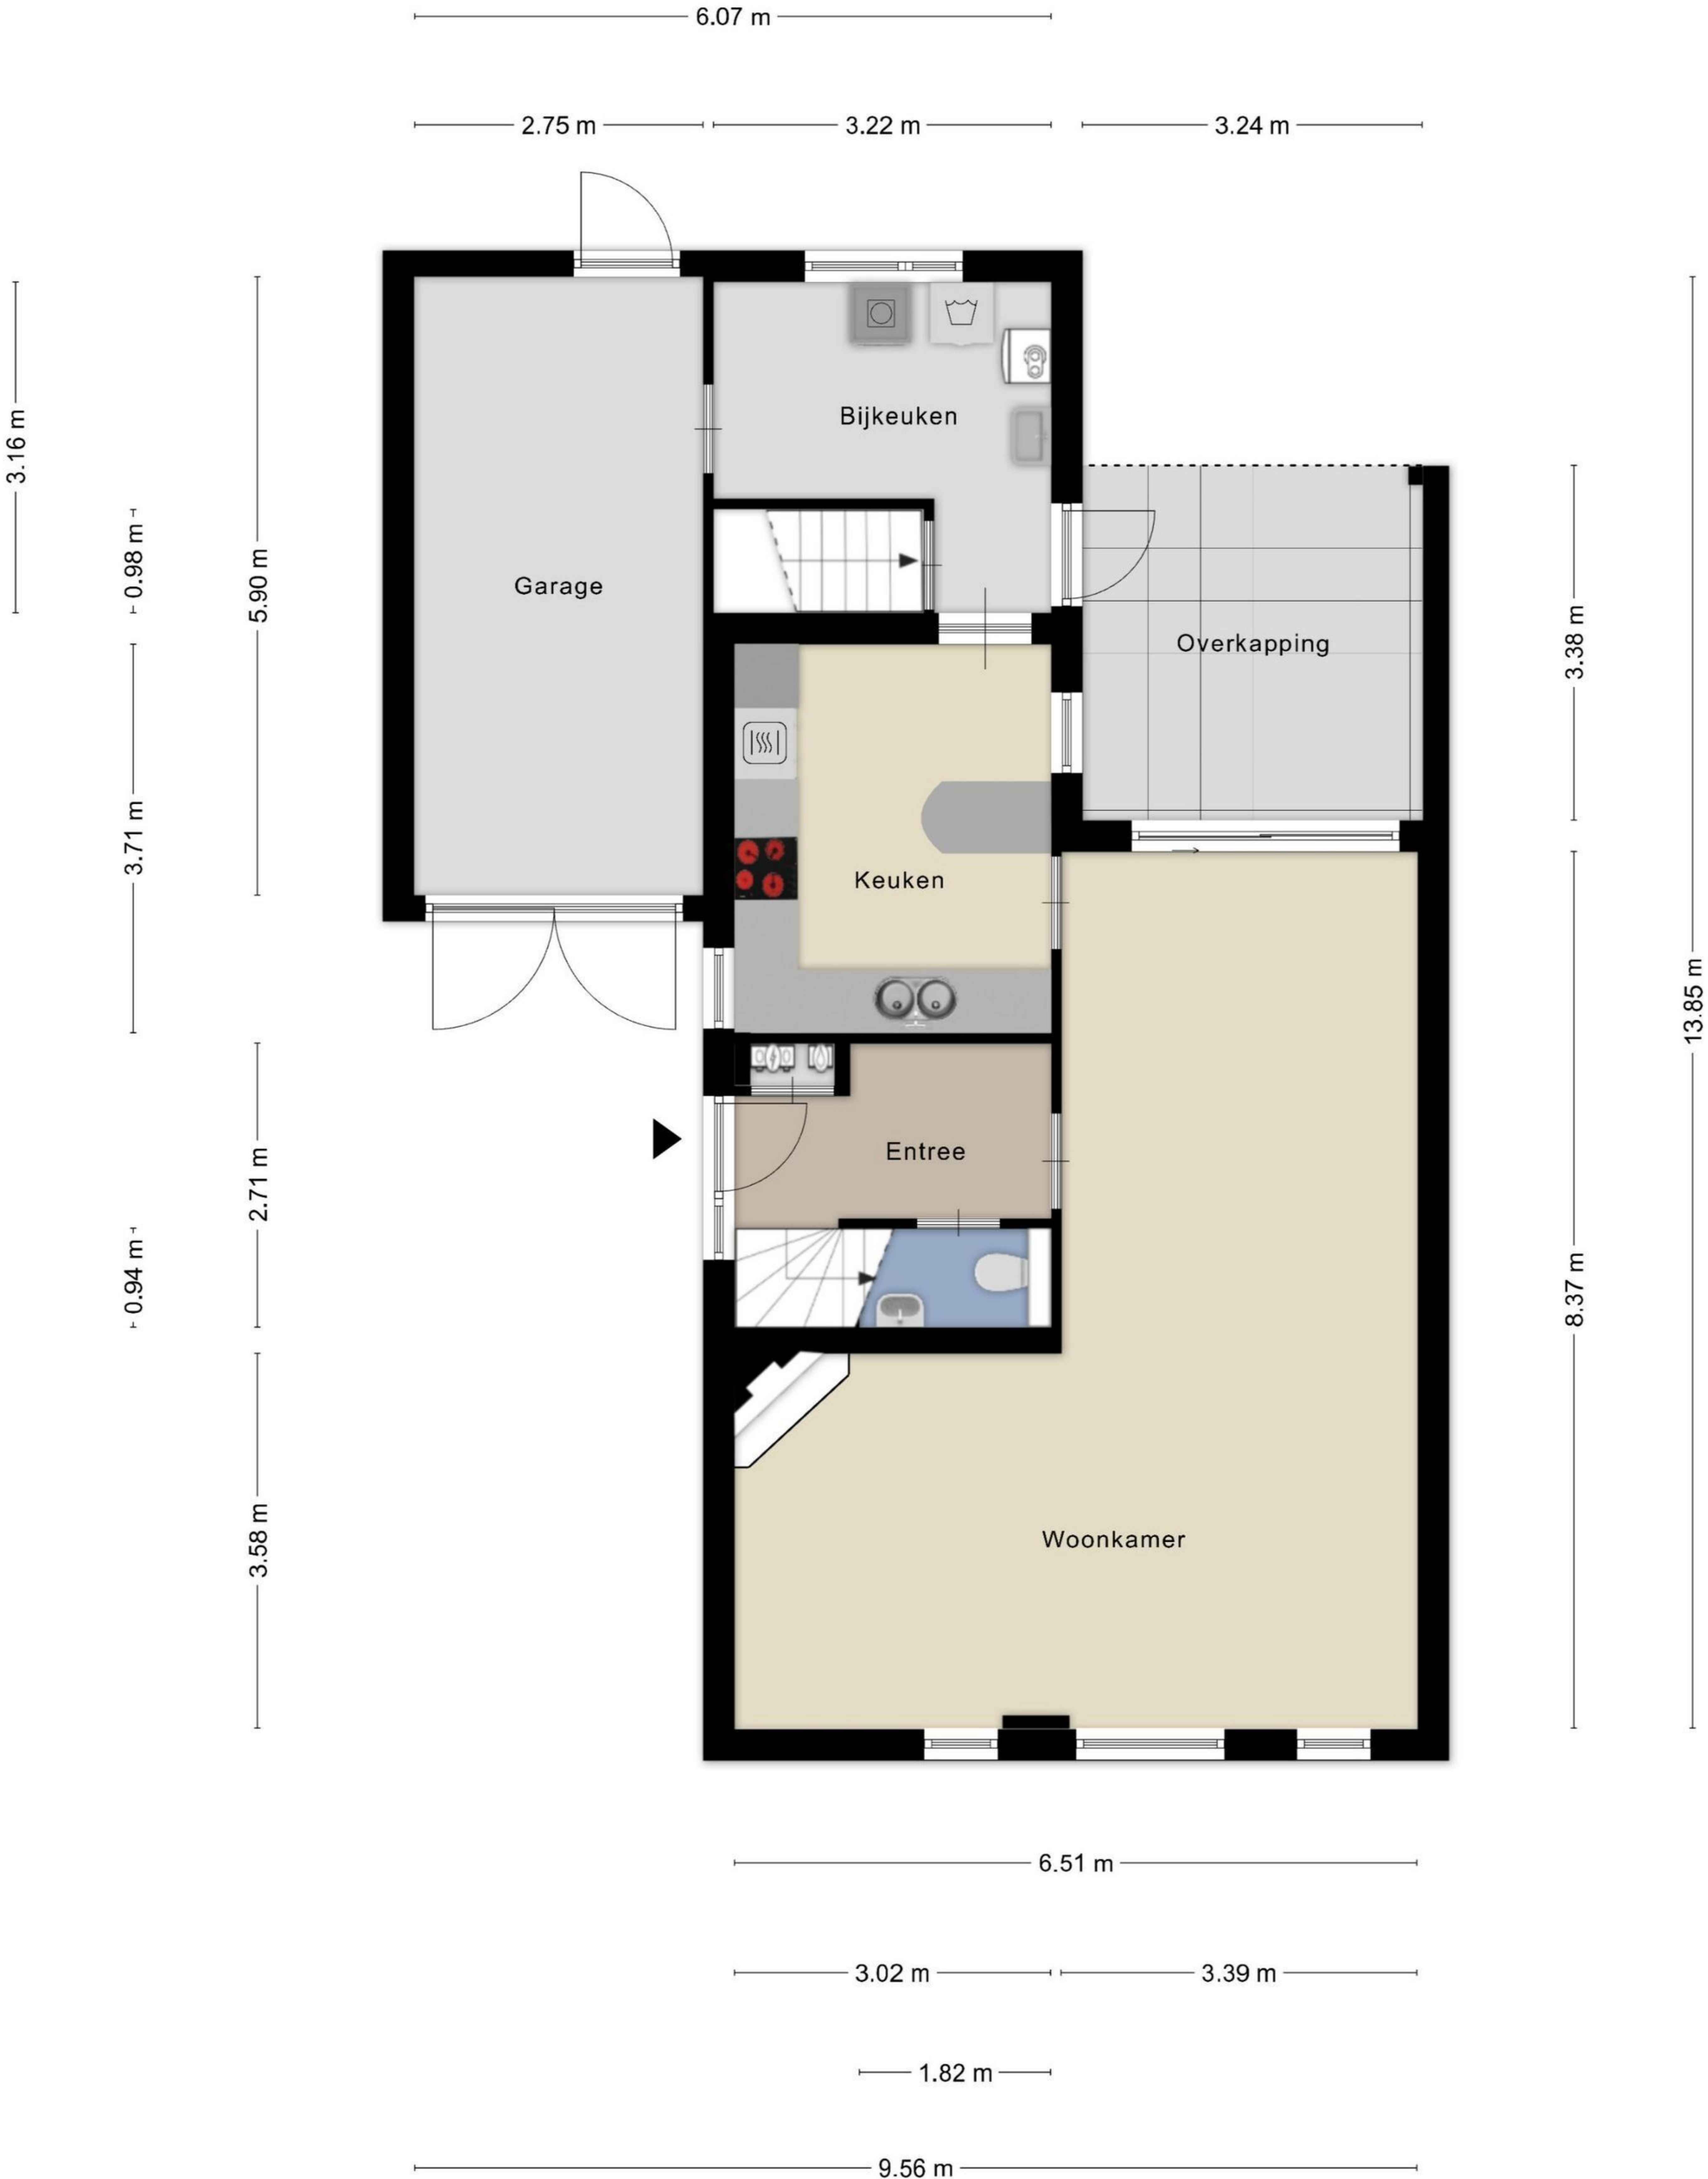 6.07 m
2.75 m
3.22 m
3.24 m
3.16 m
0.98 m
5.90 m
3.71 m
2.71 m
0.94 m
3.58 m
Bijkeuken
Garage
Overkapping
Keuken
Entree
Woonkamer
3.38 m
13.85 m
8.37 m
6.51 m
3.02 m
3.39 m
1.82 m
9.56 m